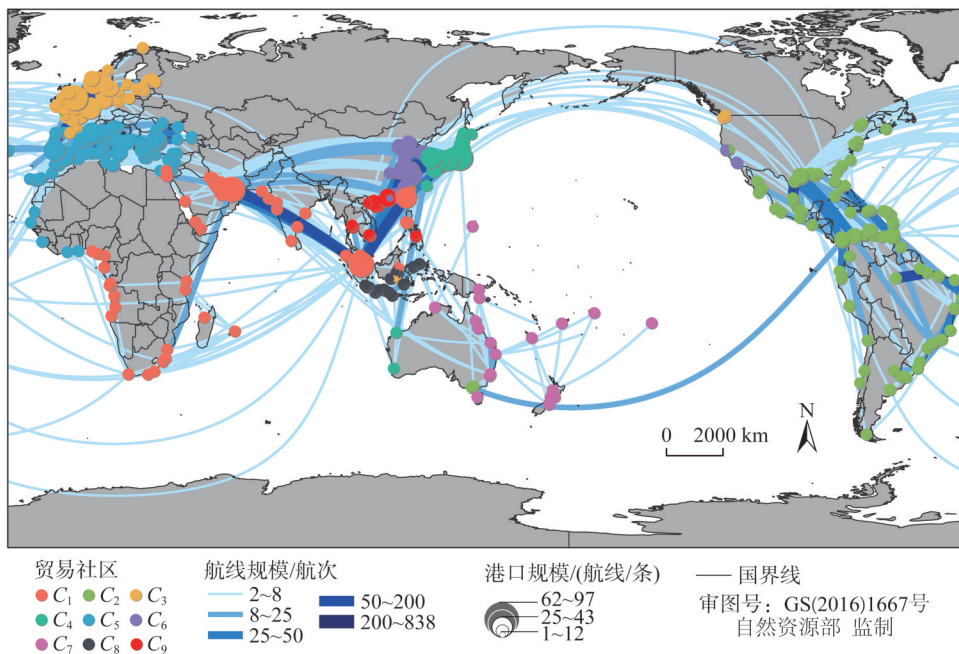 N
0 2000 km
贸易社区
C₁ C₂ C₃
C₄ C₅ C₆
C₇ C₈ C₉
航线规模/航次
2~8
8~25
25~50
50~200
200~838
港口规模/(航线/条)
62~97
25~43
1~12
国界线
审图号：GS(2016)1667号
自然资源部 监制